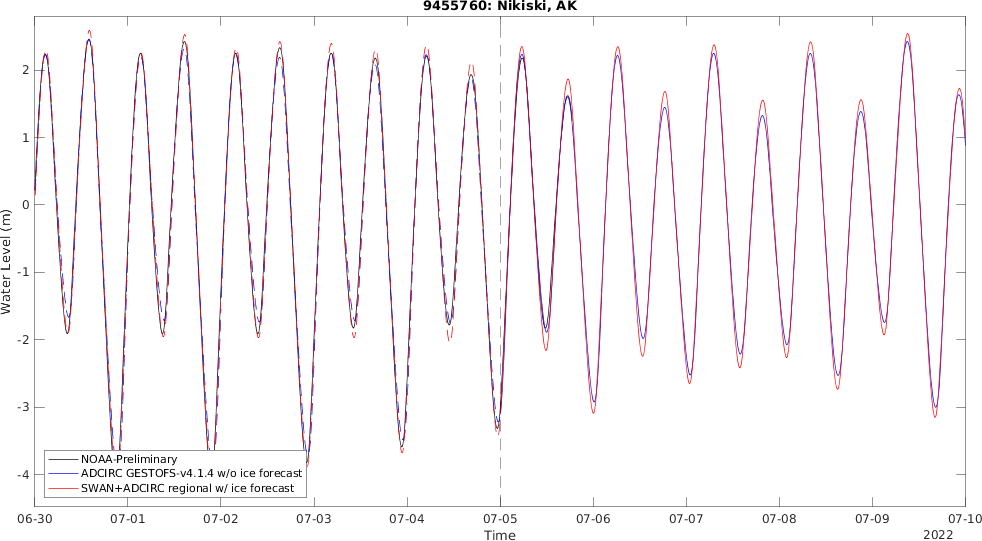 9455760: Nikiski, AK
Water Level (m)
2
1
0
-1
-2
-3
-4
NOAA-Preliminary
ADCIRC GESTOFS-v4.1.4 w/o ice forecast
SWAN+ADCIRC regional w/ ice forecast
06-30 07-01 07-02 07-03 07-04 07-05 07-06 07-07 07-08 07-09 07-10
Time
2022